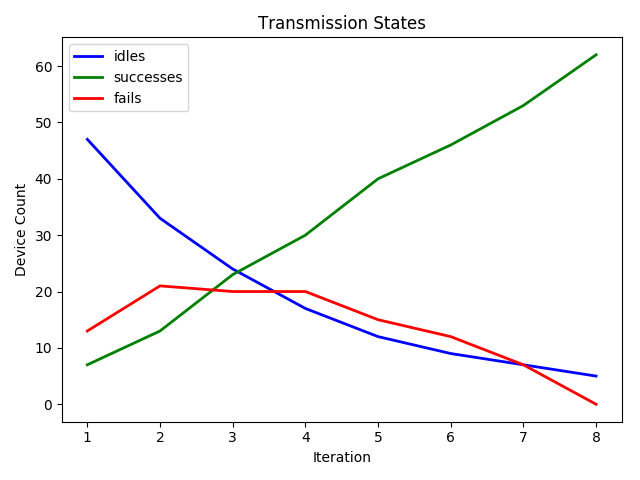 Transmission States
idles
successes
fails
Device Count
60
50
40
30
20
10
0
1 2 3 4 5 6 7 8
Iteration